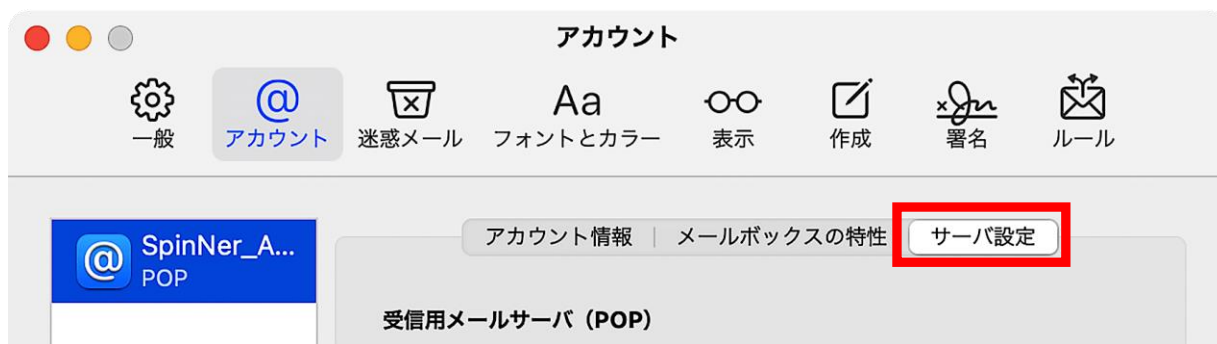 アカウント
一般 アカウント 迷惑メール フォントとカラー 表示 作成 署名 ルール
SpinNer_A...
POP
アカウント情報 メールボックスの特性 サーバ設定
受信用メールサーバ（POP）